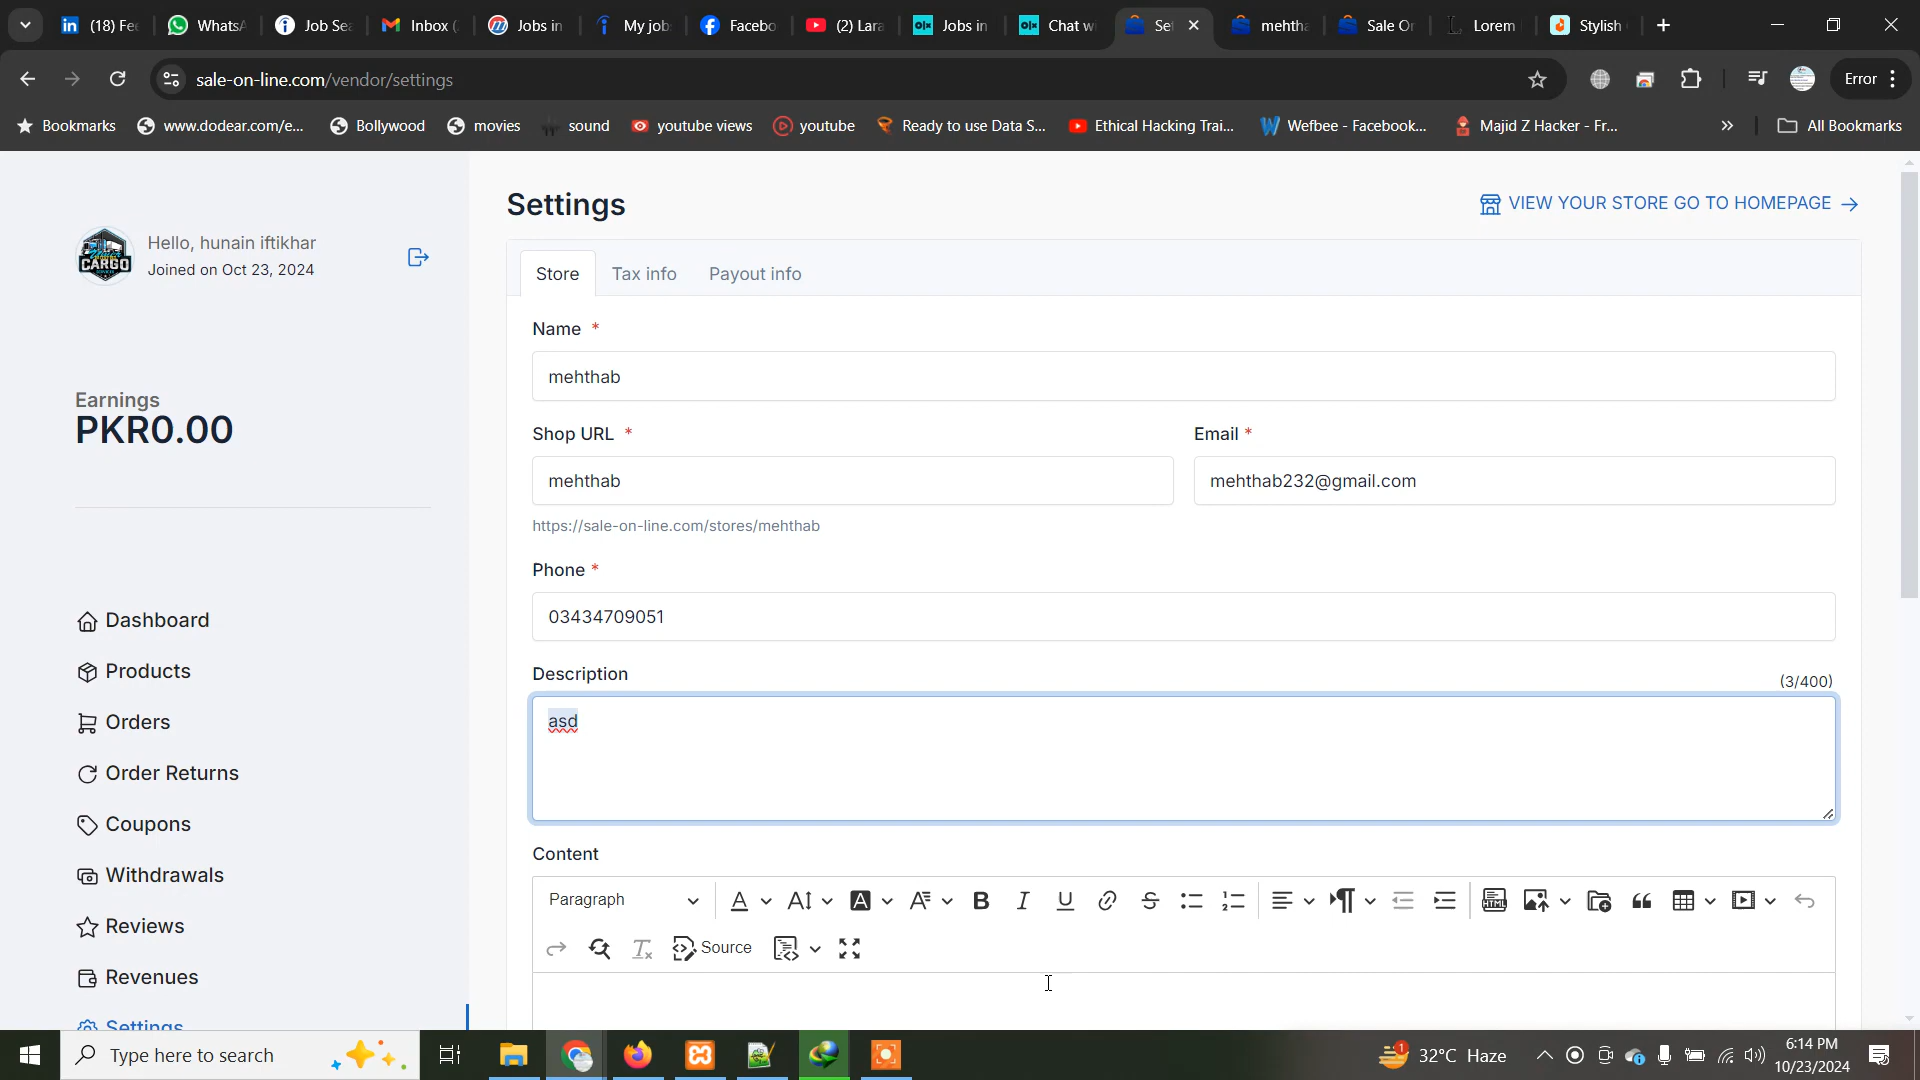 (18) Fee
WhatsA
Job Sea
Inbox (
Jobs in
My job
Facebo
(2) Lara
Jobs in
Chat wi
Set
mehtha
Sale On
Lorem
Stylish
sale-on-line.com/vendor/settings
Error
Bookmarks
www.dodear.com/e...
Bollywood
movies
sound
youtube views
youtube
Ready to use Data S...
Ethical Hacking Trai...
Wefbee - Facebook...
Majid Z Hacker - Fr...
All Bookmarks
CARGO
Hello, hunain iftikhar
Joined on Oct 23, 2024
Earnings
PKR0.00
Dashboard
Products
Orders
Order Returns
Coupons
Withdrawals
Reviews
Revenues
Settings
Settings
VIEW YOUR STORE GO TO HOMEPAGE
Store
Tax info
Payout info
Name *
mehthab
Shop URL *
Email *
mehthab
mehthab232@gmail.com
https://sale-on-line.com/stores/mehthab
Phone *
03434709051
Description
(3/400)
asd
Content
Paragraph
Source
Type here to search
1
32°C Haze
6:14 PM
10/23/2024